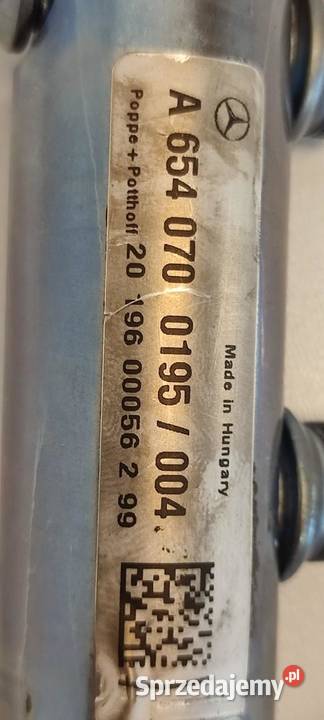 Made in Hungary
A 654 070 0195 / 004
Poppe + Potthoff 20 196 00056 2 99
Sprzedajemy.pl